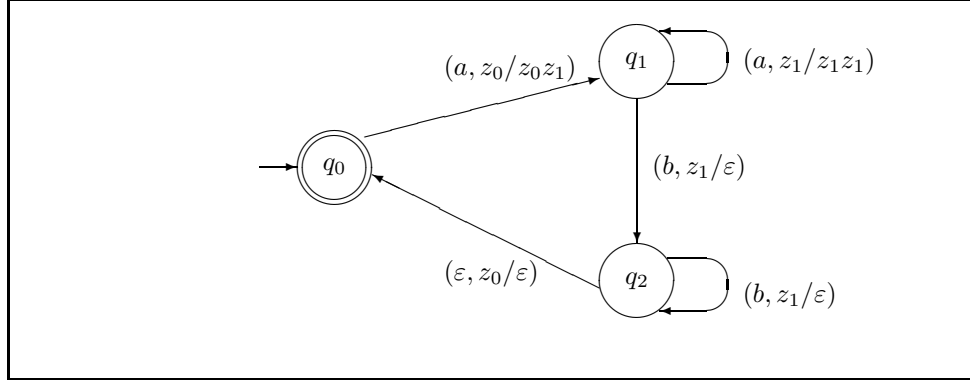 q₁
(a, z₀/z₀z₁)
(a, z₁/z₁z₁)
q₀
(b, z₁/ε)
(ε, z₀/ε)
q₂
(b, z₁/ε)